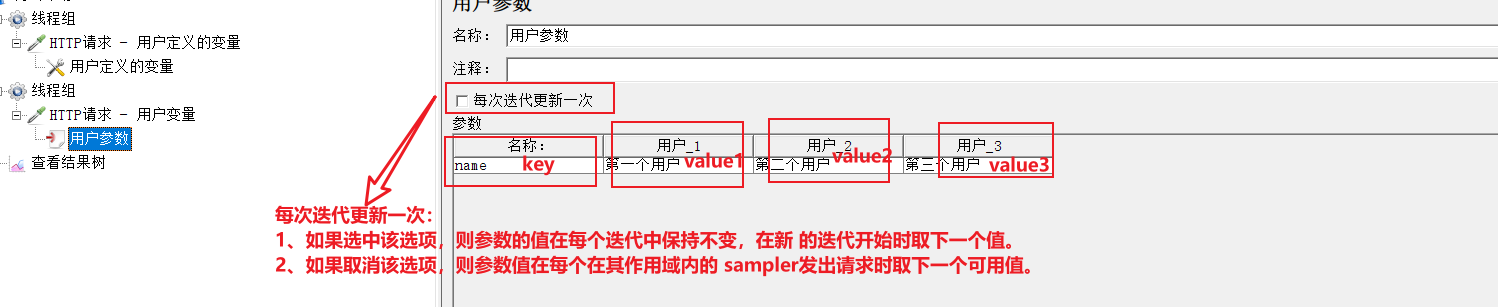 线程组
HTTP请求 - 用户定义的变量
用户定义的变量
线程组
HTTP请求 - 用户变量
用户参数
查看结果树
用户参数
名称： 用户参数
注释：
每次迭代更新一次
参数
名称： 用户_1 用户_2 用户_3
name key 第一个用户 value1 第二个用户 value2 第三个用户 value3
每次迭代更新一次：
1、如果选中该选项，则参数的值在每个迭代中保持不变，在新 的迭代开始时取下一个值。
2、如果取消该选项，则参数值在每个在其作用域内的 sampler发出请求时取下一个可用值。